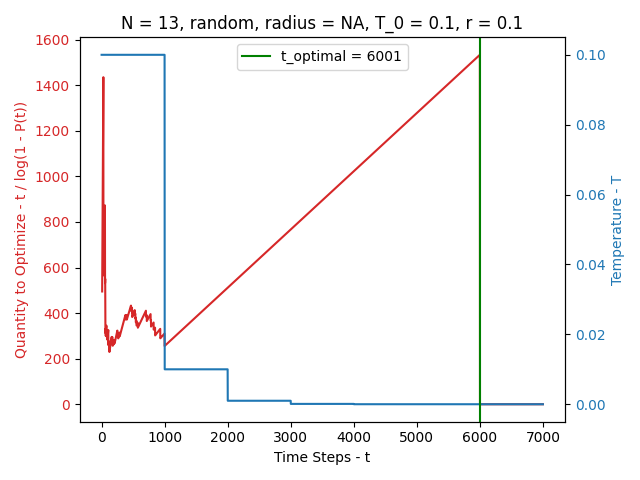 N = 13, random, radius = NA, T_0 = 0.1, r = 0.1
t_optimal = 6001
Quantity to Optimize - t / log(1 - P(t))
1600
1400
1200
1000
800
600
400
200
0
0.10
0.08
0.06
0.04
0.02
0.00
Temperature - T
0 1000 2000 3000 4000 5000 6000 7000
Time Steps - t